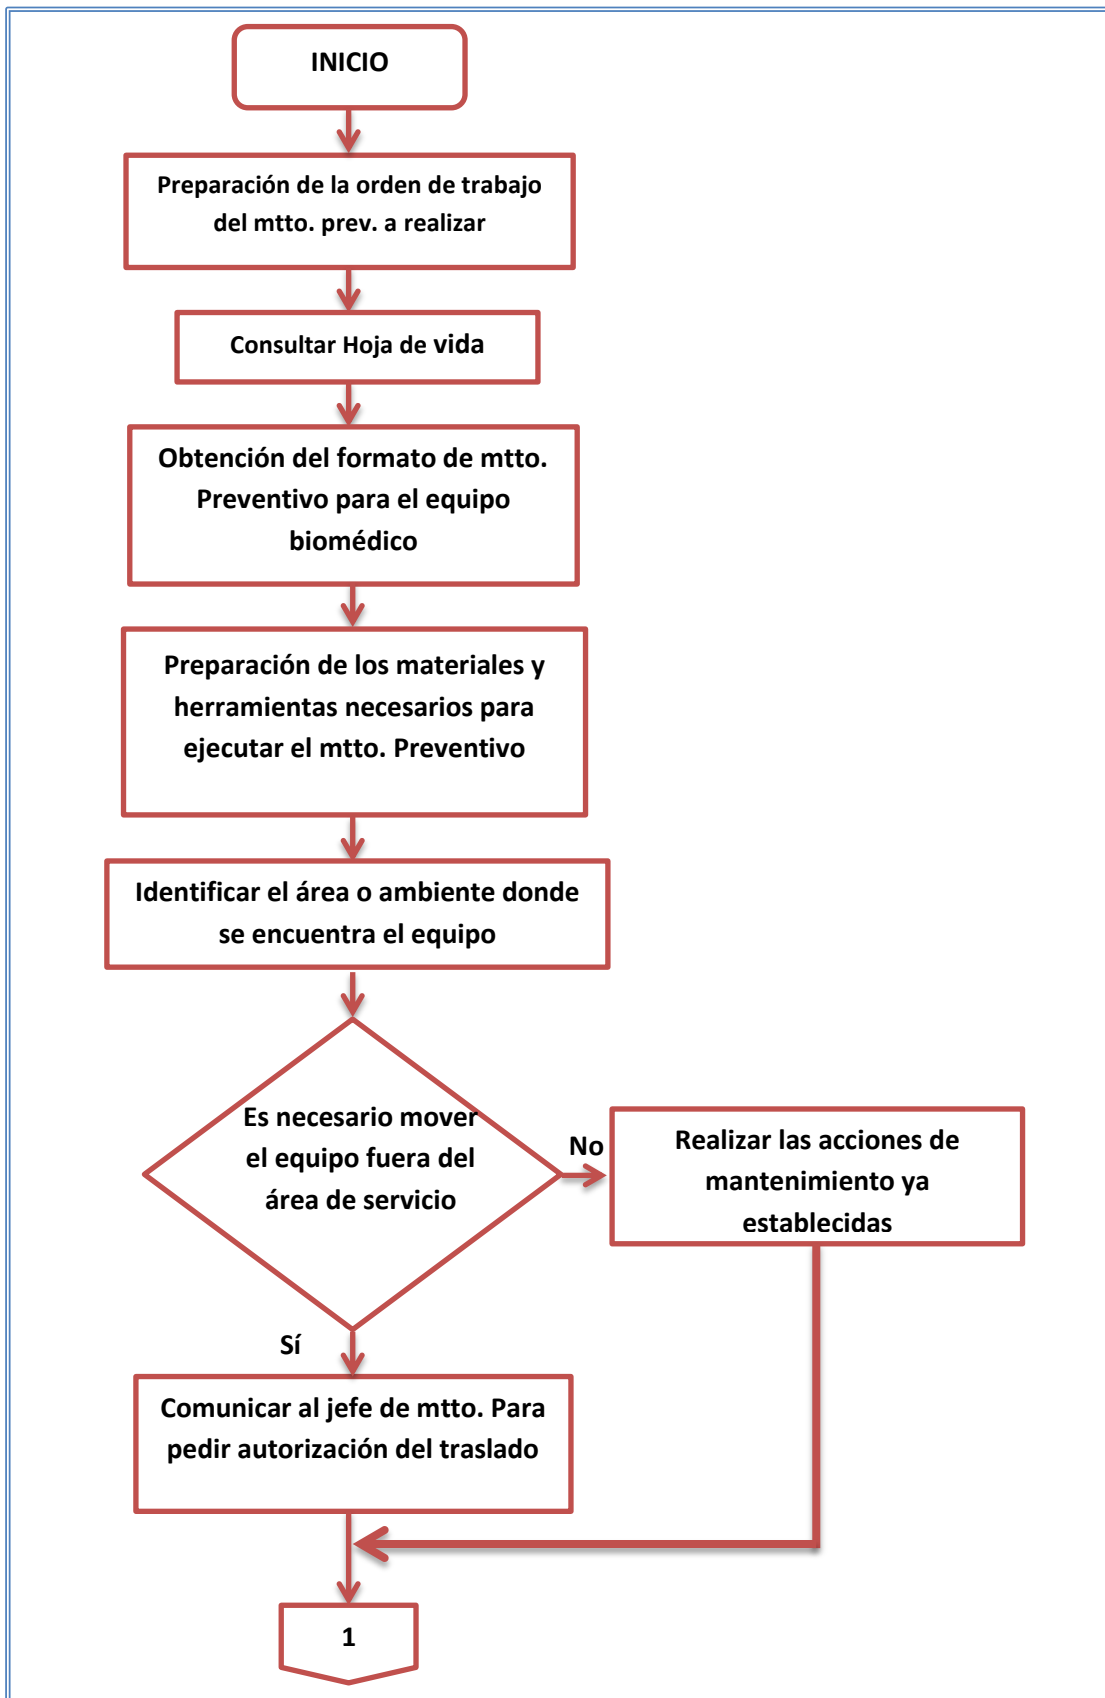 INICIO
Preparación de la orden de trabajo
del mtto. prev. a realizar
Consultar Hoja de vida
Obtención del formato de mtto.
Preventivo para el equipo
biomédico
Preparación de los materiales y
herramientas necesarios para
ejecutar el mtto. Preventivo
Identificar el área o ambiente donde
se encuentra el equipo
Es necesario mover
el equipo fuera del
área de servicio
No
Realizar las acciones de
mantenimiento ya
establecidas
Sí
Comunicar al jefe de mtto. Para
pedir autorización del traslado
1